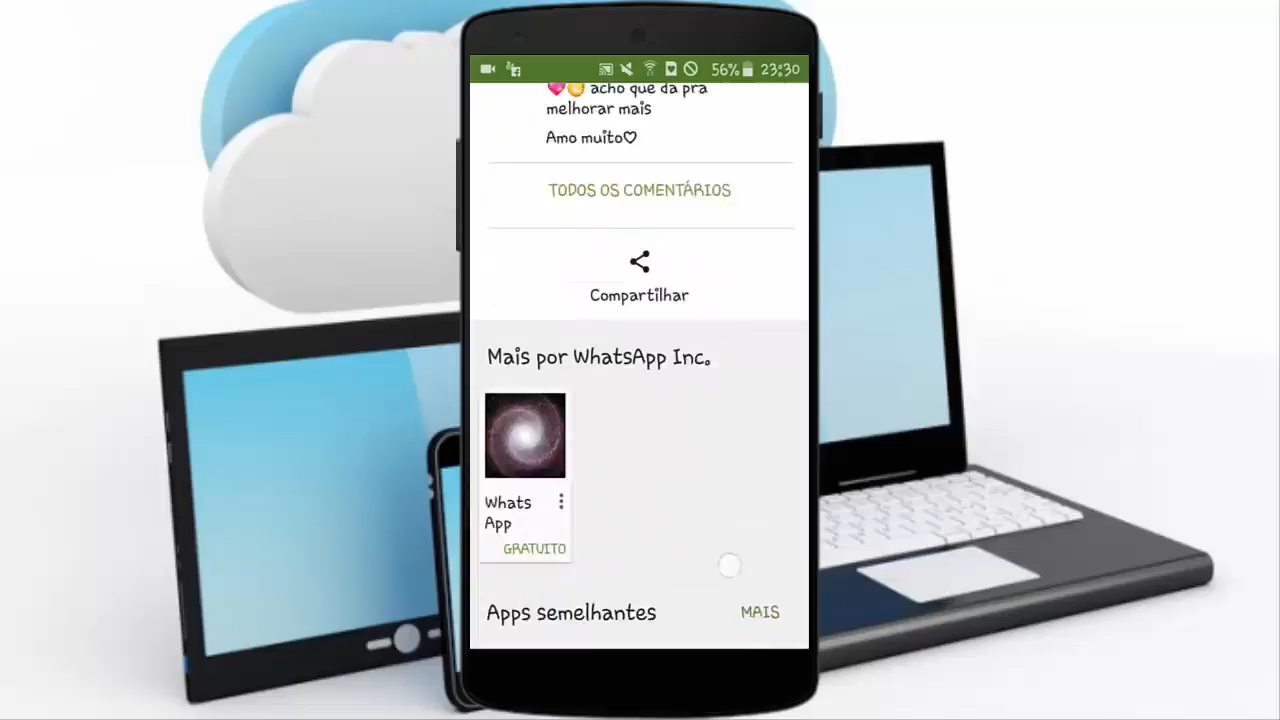 56% 23:30
acho que da pra
melhorar mais
Amo muito♡
TODOS OS COMENTÁRIOS
Compartilhar
Mais por WhatsApp Inc.
Whats
App
GRATUITO
Apps semelhantes MAIS